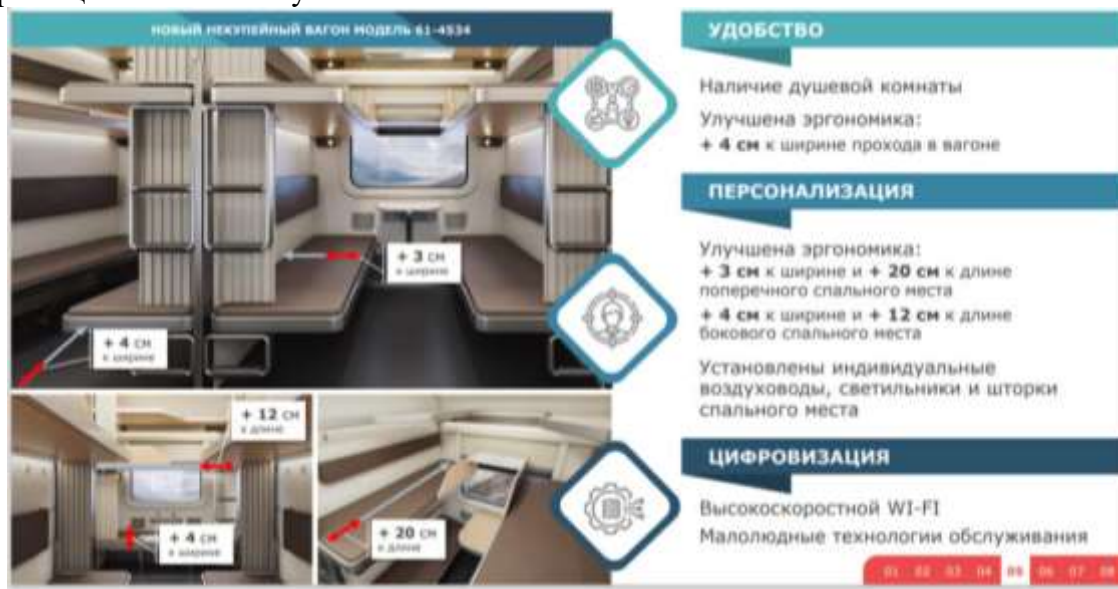 НОВЫЙ НЕКУПЕЙНЫЙ ВАГОН МОДЕЛЬ 61-4534
+ 3 см
к ширине
+ 4 см
к ширине
+ 12 см
к длине
+ 4 см
к ширине
+ 20 см
к длине
УДОБСТВО
Наличие душевой комнаты
Улучшена эргономика:
+ 4 см к ширине прохода в вагоне
ПЕРСОНАЛИЗАЦИЯ
Улучшена эргономика:
+ 3 см к ширине и + 20 см к длине
поперечного спального места
+ 4 см к ширине и + 12 см к длине
бокового спального места
Установлены индивидуальные
воздуховоды, светильники и шторки
спального места
ЦИФРОВИЗАЦИЯ
Высокоскоростной WI-FI
Малолюдные технологии обслуживания
01 02 03 04 05 06 07 08